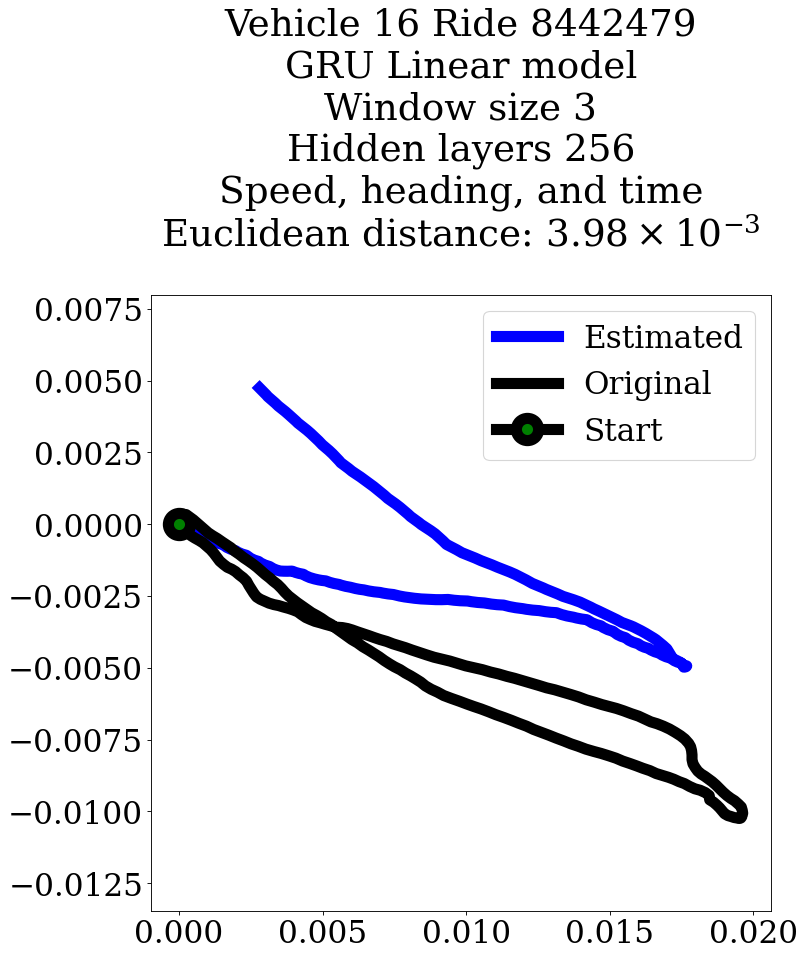 Vehicle 16 Ride 8442479
GRU Linear model
Window size 3
Hidden layers 256
Speed, heading, and time
Euclidean distance: 3.98 × 10⁻³
0.0075
0.0050
0.0025
0.0000
−0.0025
−0.0050
−0.0075
−0.0100
−0.0125
Estimated
Original
Start
0.000 0.005 0.010 0.015 0.020